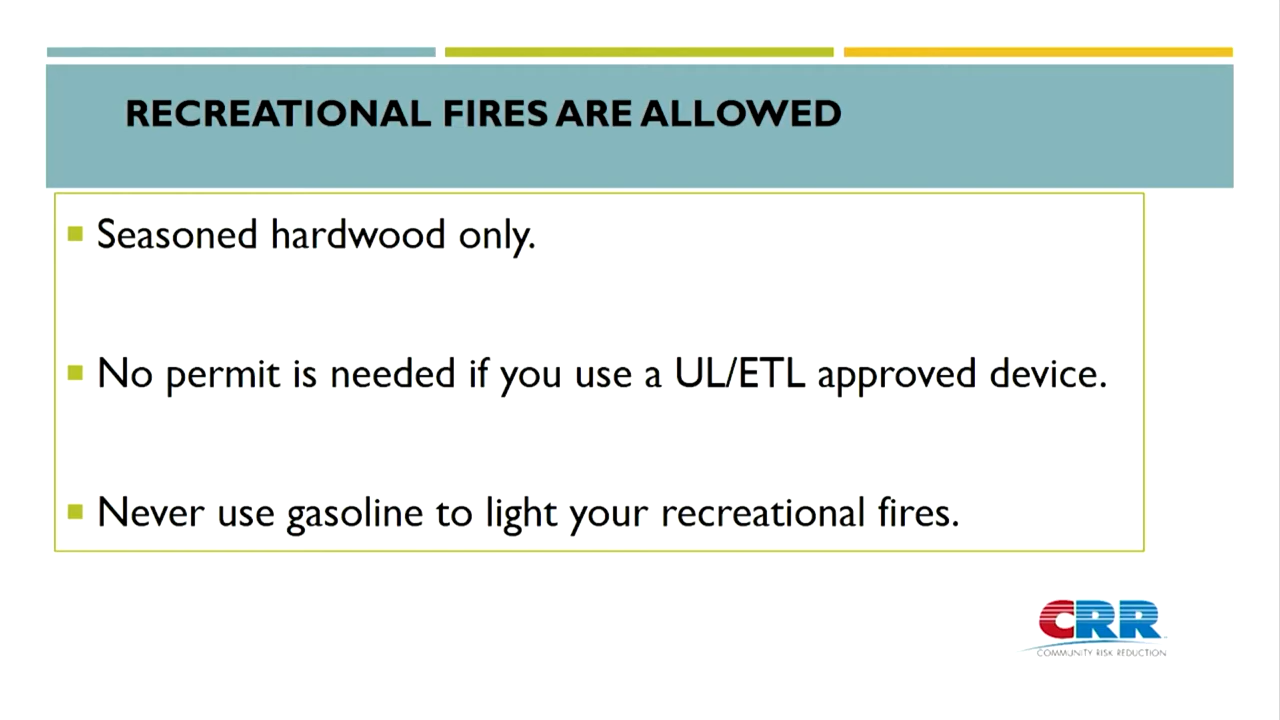 RECREATIONAL FIRES ARE ALLOWED
Seasoned hardwood only.
No permit is needed if you use a UL/ETL approved device.
Never use gasoline to light your recreational fires.
CRR
COMMUNITY RISK REDUCTION